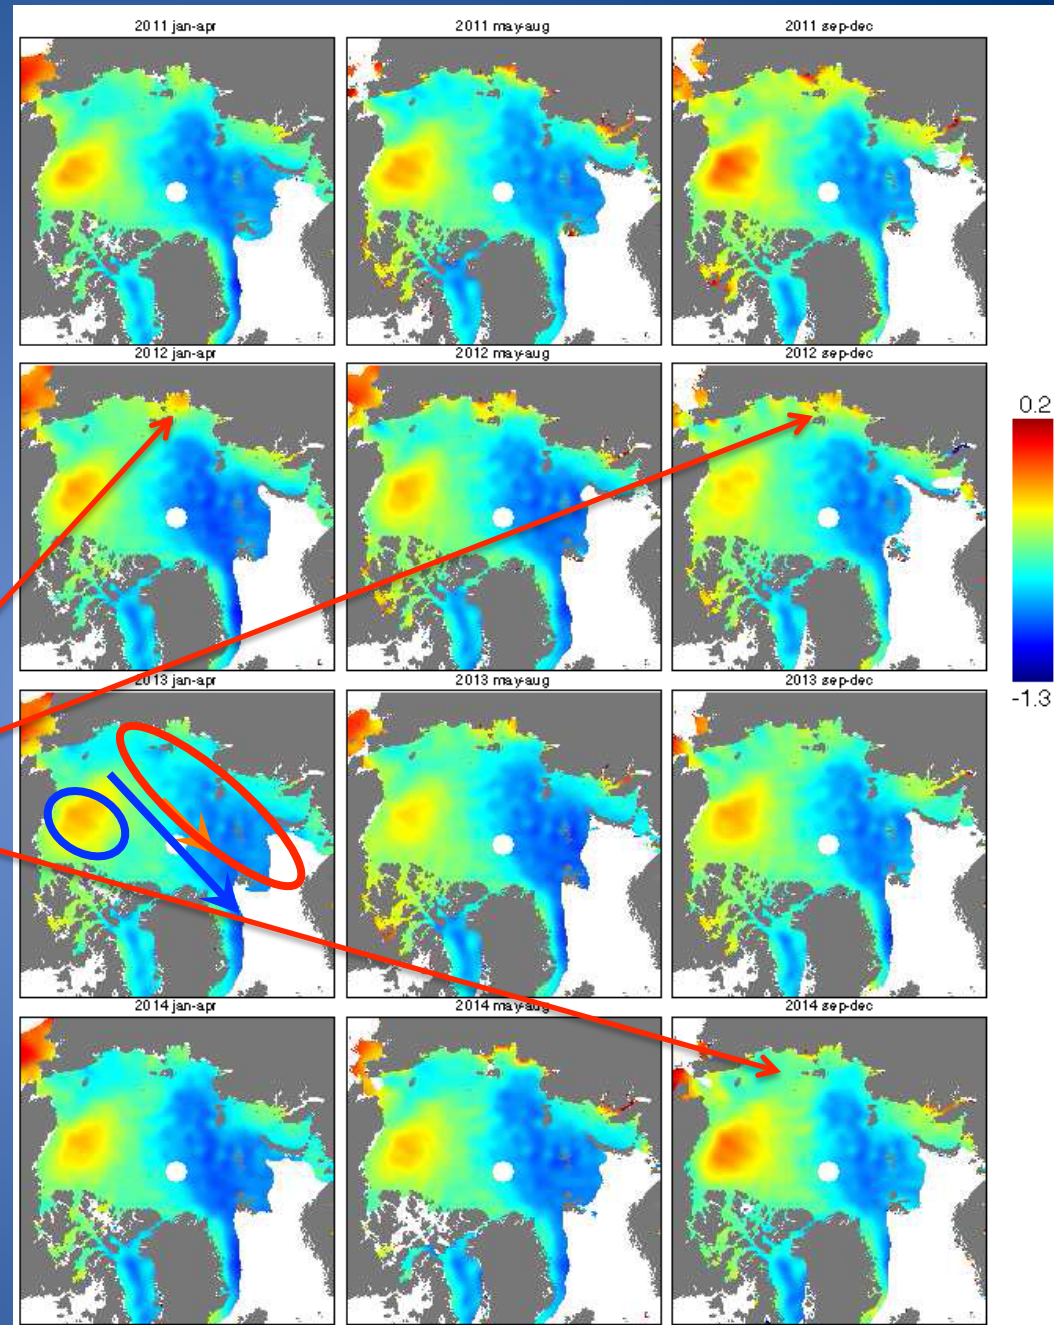 2011 jan-apr
2011 may-aug
2011 sep-dec
2012 jan-apr
2012 may-aug
2012 sep-dec
0.2
-1.3
2013 jan-apr
2013 may-aug
2013 sep-dec
2014 jan-apr
2014 may-aug
2014 sep-dec